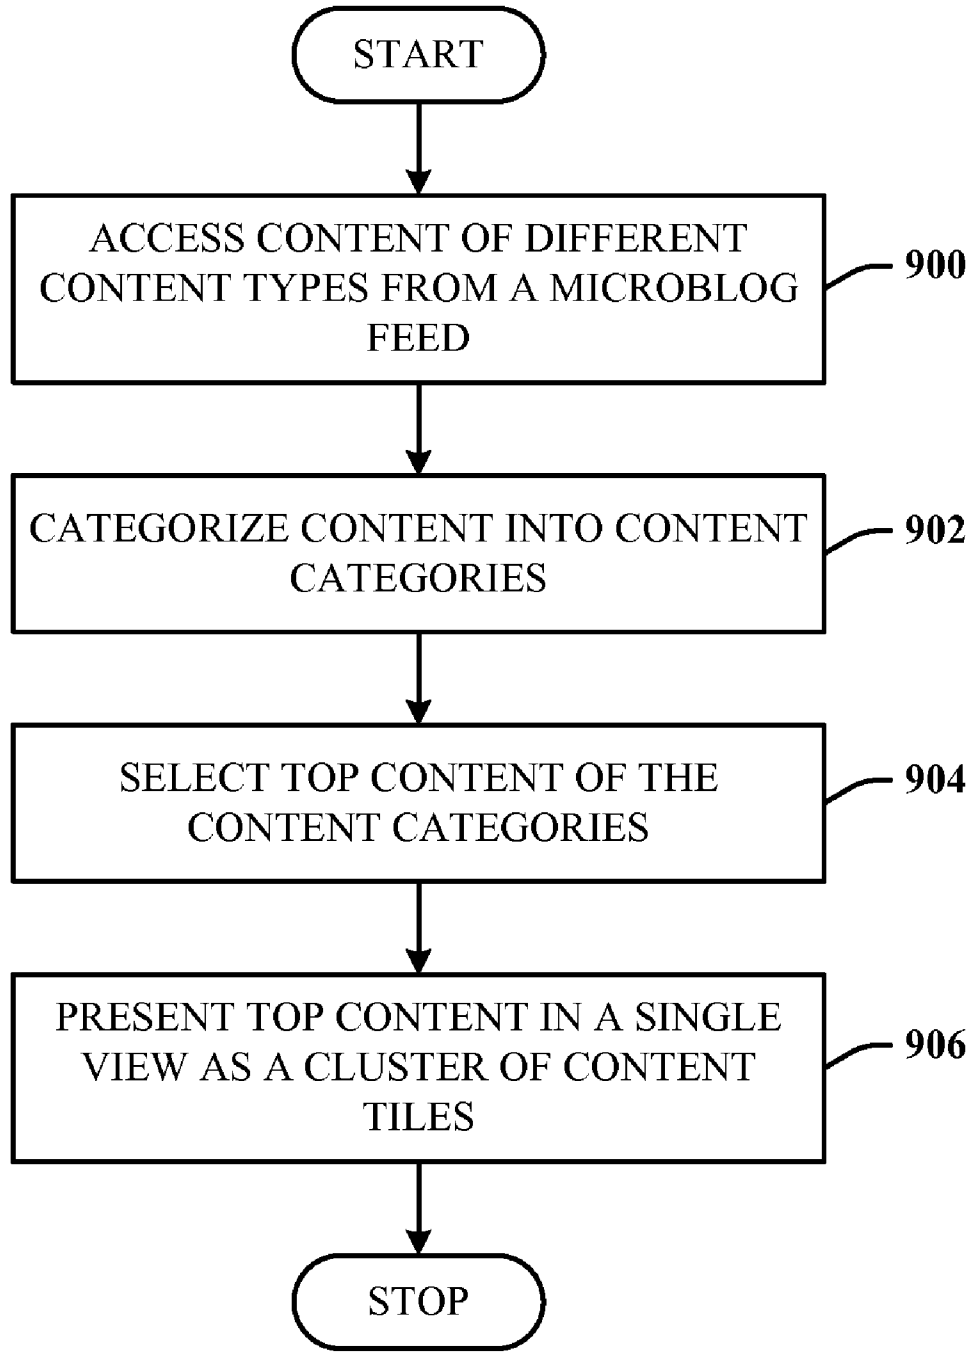 START
ACCESS CONTENT OF DIFFERENT
CONTENT TYPES FROM A MICROBLOG
FEED
900
CATEGORIZE CONTENT INTO CONTENT
CATEGORIES
902
SELECT TOP CONTENT OF THE
CONTENT CATEGORIES
904
PRESENT TOP CONTENT IN A SINGLE
VIEW AS A CLUSTER OF CONTENT
TILES
906
STOP